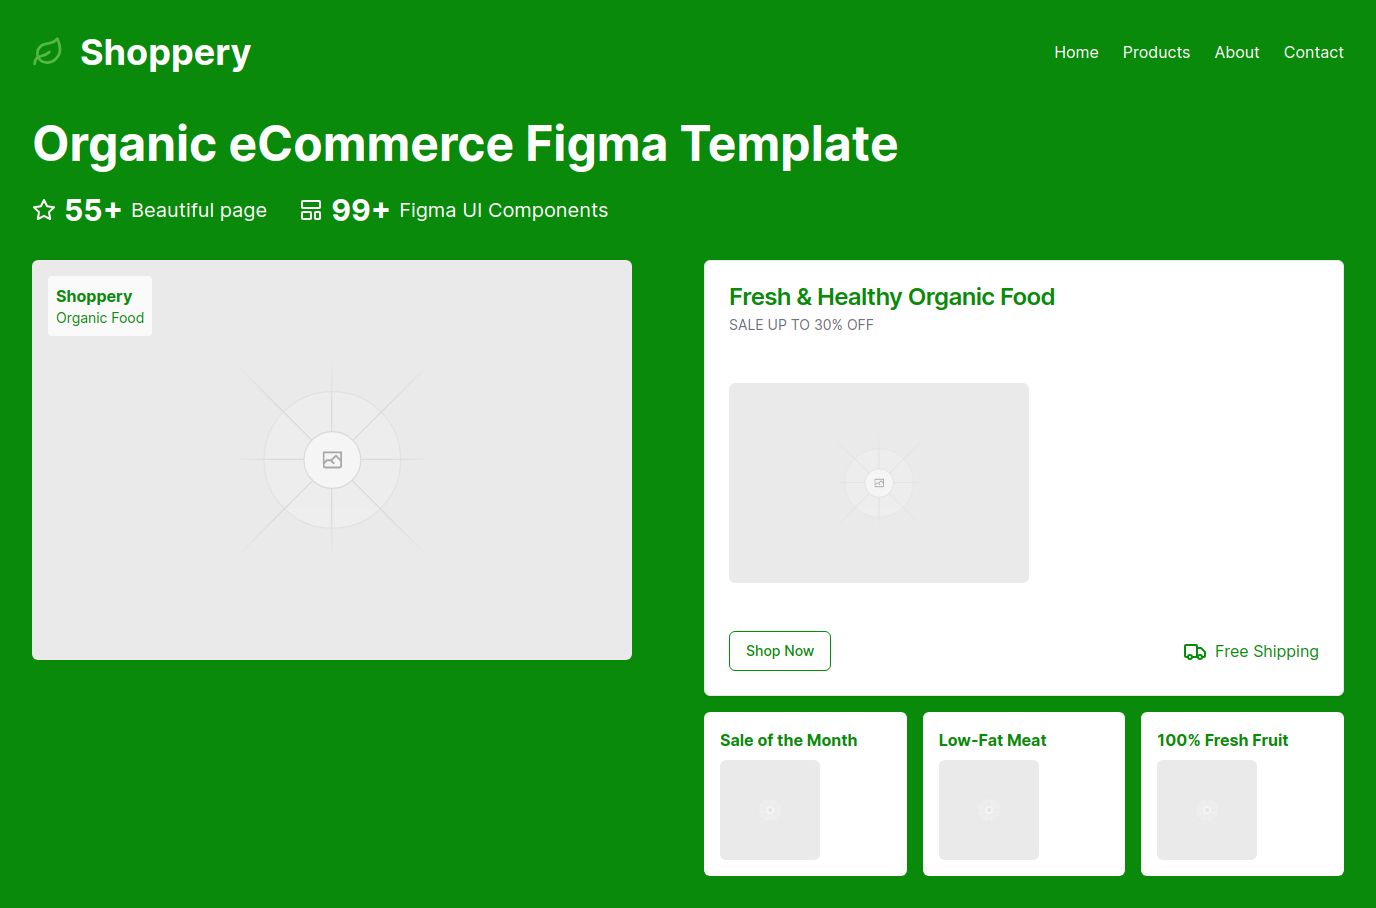 Shoppery
Home Products About Contact
Organic eCommerce Figma Template
55+ Beautiful page 99+ Figma UI Components
Shoppery
Organic Food
Fresh & Healthy Organic Food
SALE UP TO 30% OFF
Shop Now
Free Shipping
Sale of the Month
Low-Fat Meat
100% Fresh Fruit